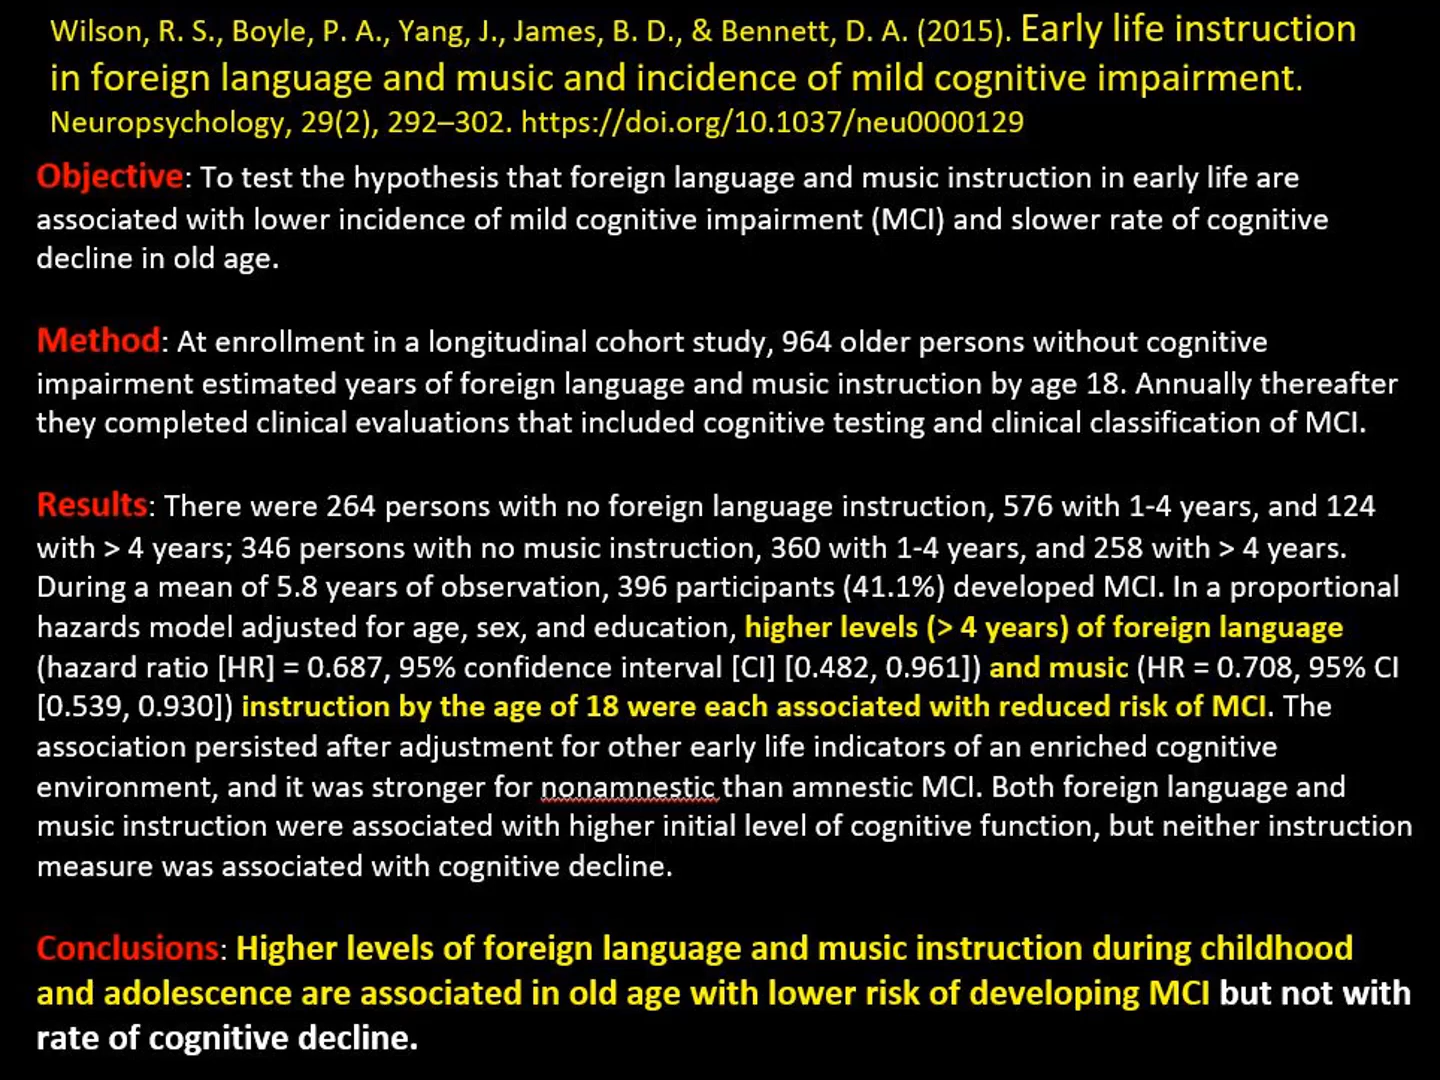 Wilson, R. S., Boyle, P. A., Yang, J., James, B. D., & Bennett, D. A. (2015). Early life instruction
in foreign language and music and incidence of mild cognitive impairment.
Neuropsychology, 29(2), 292–302. https://doi.org/10.1037/neu0000129
Objective: To test the hypothesis that foreign language and music instruction in early life are
associated with lower incidence of mild cognitive impairment (MCI) and slower rate of cognitive
decline in old age.
Method: At enrollment in a longitudinal cohort study, 964 older persons without cognitive
impairment estimated years of foreign language and music instruction by age 18. Annually thereafter
they completed clinical evaluations that included cognitive testing and clinical classification of MCI.
Results: There were 264 persons with no foreign language instruction, 576 with 1-4 years, and 124
with > 4 years; 346 persons with no music instruction, 360 with 1-4 years, and 258 with > 4 years.
During a mean of 5.8 years of observation, 396 participants (41.1%) developed MCI. In a proportional
hazards model adjusted for age, sex, and education, higher levels (> 4 years) of foreign language
(hazard ratio [HR] = 0.687, 95% confidence interval [CI] [0.482, 0.961]) and music (HR = 0.708, 95% CI
[0.539, 0.930]) instruction by the age of 18 were each associated with reduced risk of MCI. The
association persisted after adjustment for other early life indicators of an enriched cognitive
environment, and it was stronger for nonamnestic than amnestic MCI. Both foreign language and
music instruction were associated with higher initial level of cognitive function, but neither instruction
measure was associated with cognitive decline.
Conclusions: Higher levels of foreign language and music instruction during childhood
and adolescence are associated in old age with lower risk of developing MCI but not with
rate of cognitive decline.